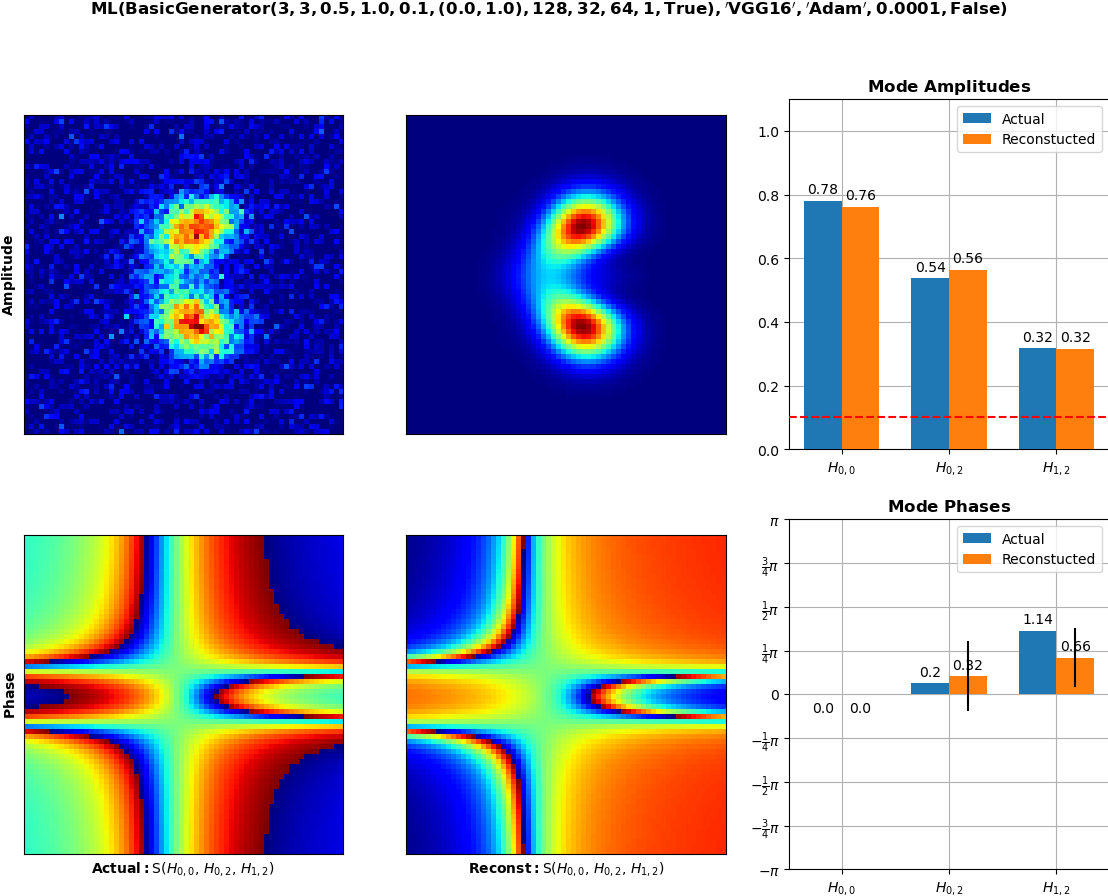 ML(BasicGenerator(3, 3, 0.5, 1.0, 0.1, (0.0, 1.0), 128, 32, 64, 1, True), ′VGG16′, ′Adam′, 0.0001, False)
Amplitude
Mode Amplitudes
Actual
Reconstucted
1.0
0.8
0.6
0.4
0.2
0.0
0.78
0.76
0.54
0.56
0.32
0.32
H0,0
H0,2
H1,2
Phase
Actual: S(H0,0, H0,2, H1,2)
Reconst: S(H0,0, H0,2, H1,2)
Mode Phases
Actual
Reconstucted
π
3/4π
1/2π
1/4π
0
−1/4π
−1/2π
−3/4π
−π
0.0
0.0
0.2
0.32
1.14
0.66
H0,0
H0,2
H1,2